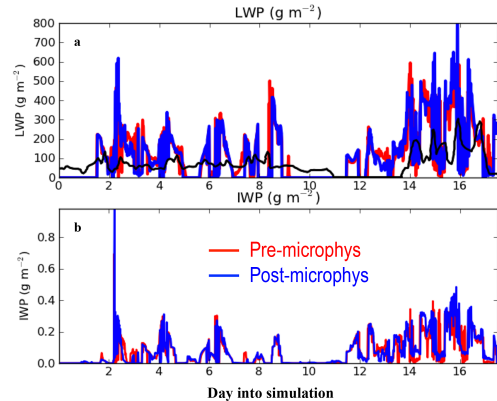 LWP (g m⁻²)
a
LWP (g m⁻²)
800
700
600
500
400
300
200
100
0
0 2 4 6 8 10 12 14 16
IWP (g m⁻²)
b
IWP (g m⁻²)
0.8
0.6
0.4
0.2
0.0
Pre-microphys
Post-microphys
2 4 6 8 10 12 14 16
Day into simulation